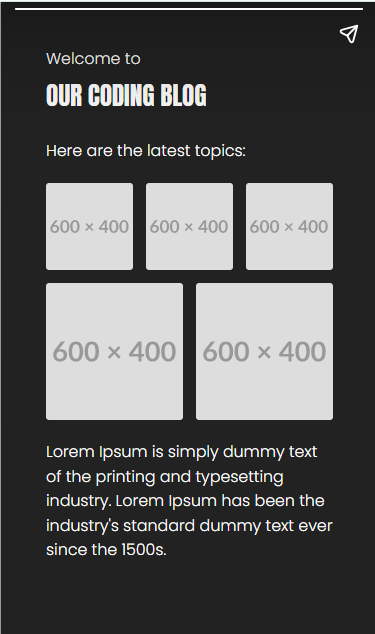 Welcome to
OUR CODING BLOG
Here are the latest topics:
600 × 400 600 × 400 600 × 400
600 × 400 600 × 400
Lorem Ipsum is simply dummy text
of the printing and typesetting
industry. Lorem Ipsum has been the
industry's standard dummy text ever
since the 1500s.